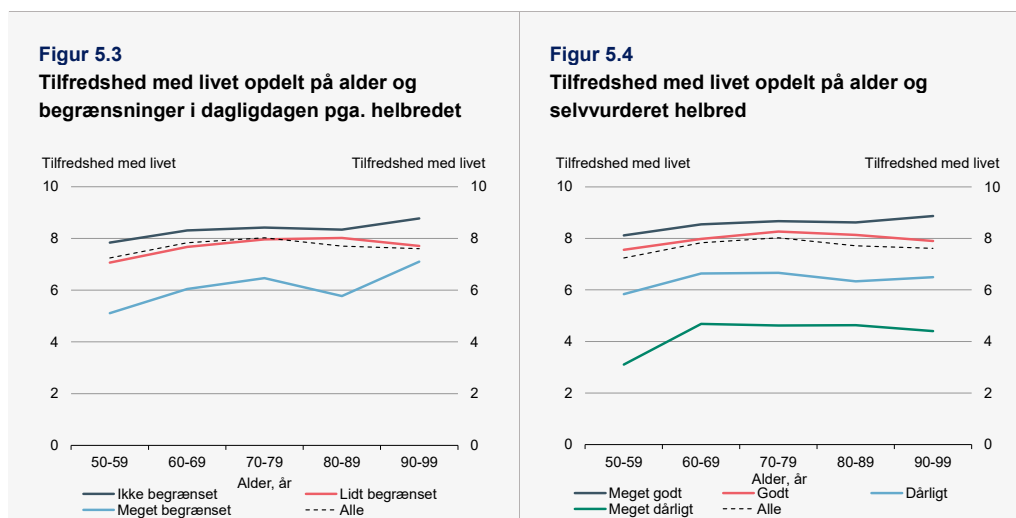 Figur 5.3
Tilfredshed med livet opdelt på alder og
begrænsninger i dagligdagen pga. helbredet
Tilfredshed med livet Tilfredshed med livet
10 10
8 8
6 6
4 4
2 2
0 0
50-59 60-69 70-79 80-89 90-99
Alder, år
Ikke begrænset Lidt begrænset
Meget begrænset Alle
Figur 5.4
Tilfredshed med livet opdelt på alder og
selvvurderet helbred
Tilfredshed med livet Tilfredshed med livet
10 10
8 8
6 6
4 4
2 2
0 0
50-59 60-69 70-79 80-89 90-99
Alder, år
Meget godt Godt Dårligt
Meget dårligt Alle